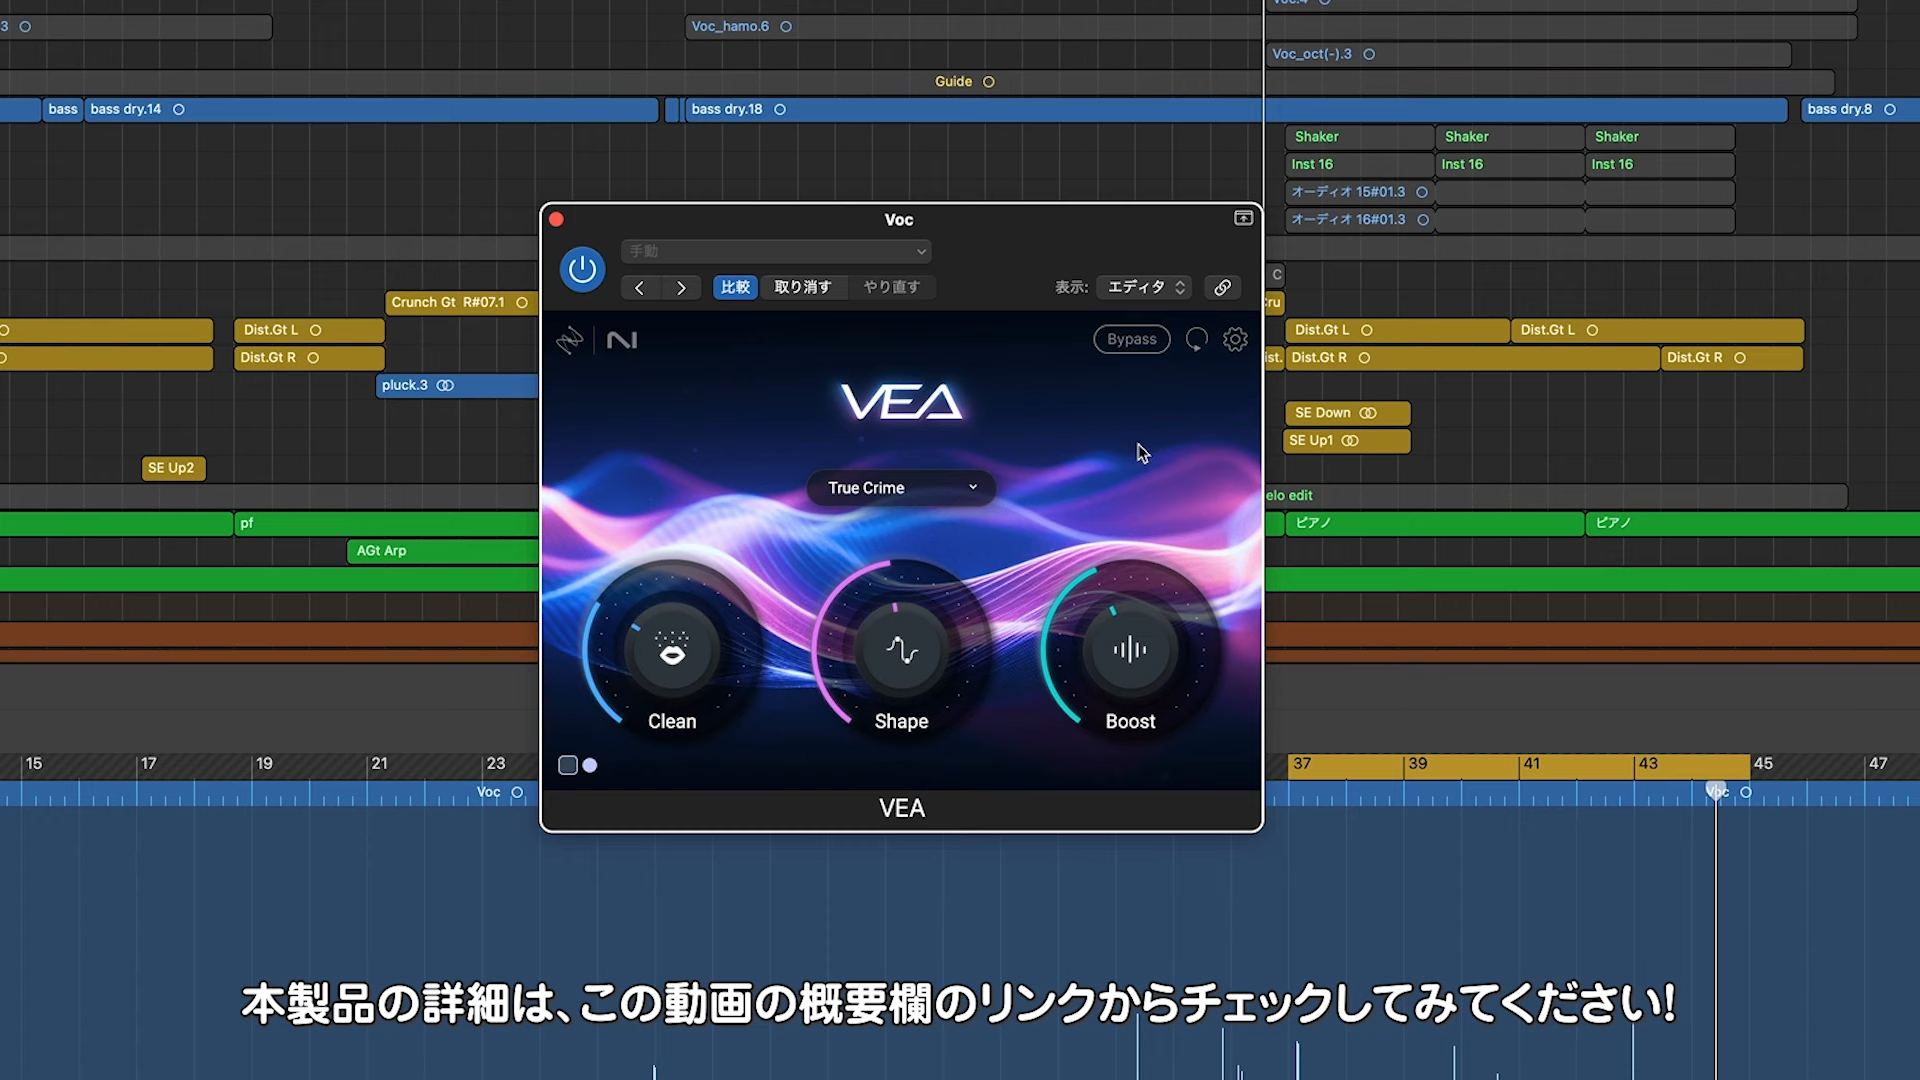 3
Voc_hamo.6
Voc.4
Voc_oct(-).3
Guide
bass
bass dry.14
bass dry.18
bass dry.8
Shaker
Shaker
Shaker
Inst 16
Inst 16
Inst 16
オーディオ 15#01.3
オーディオ 16#01.3
Voc
手動
比較
取り消す
やり直す
表示:
エディタ
C
Crunch Gt R#07.1
Cru
Dist.Gt L
Dist.Gt L
Dist.Gt L
Dist.Gt R
ist.
Dist.Gt R
Dist.Gt R
pluck.3
Bypass
VEA
SE Down
SE Up1
SE Up2
True Crime
elo edit
pf
ピアノ
ピアノ
AGt Arp
Clean
Shape
Boost
15
17
19
21
23
37
39
41
43
45
47
Voc
Voc
VEA
本製品の詳細は、この動画の概要欄のリンクからチェックしてみてください!